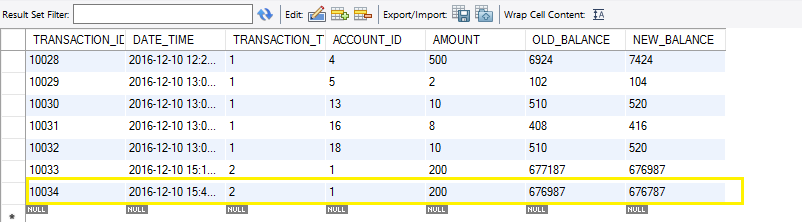 Result Set Filter: Edit: Export/Import: Wrap Cell Content:
TRANSACTION_ID DATE_TIME TRANSACTION_T ACCOUNT_ID AMOUNT OLD_BALANCE NEW_BALANCE
10028 2016-12-10 12:2... 1 4 500 6924 7424
10029 2016-12-10 13:0... 1 5 2 102 104
10030 2016-12-10 13:0... 1 13 10 510 520
10031 2016-12-10 13:0... 1 16 8 408 416
10032 2016-12-10 13:0... 1 18 10 510 520
10033 2016-12-10 15:1... 2 1 200 677187 676987
10034 2016-12-10 15:4... 2 1 200 676987 676787
NULL NULL NULL NULL NULL NULL NULL